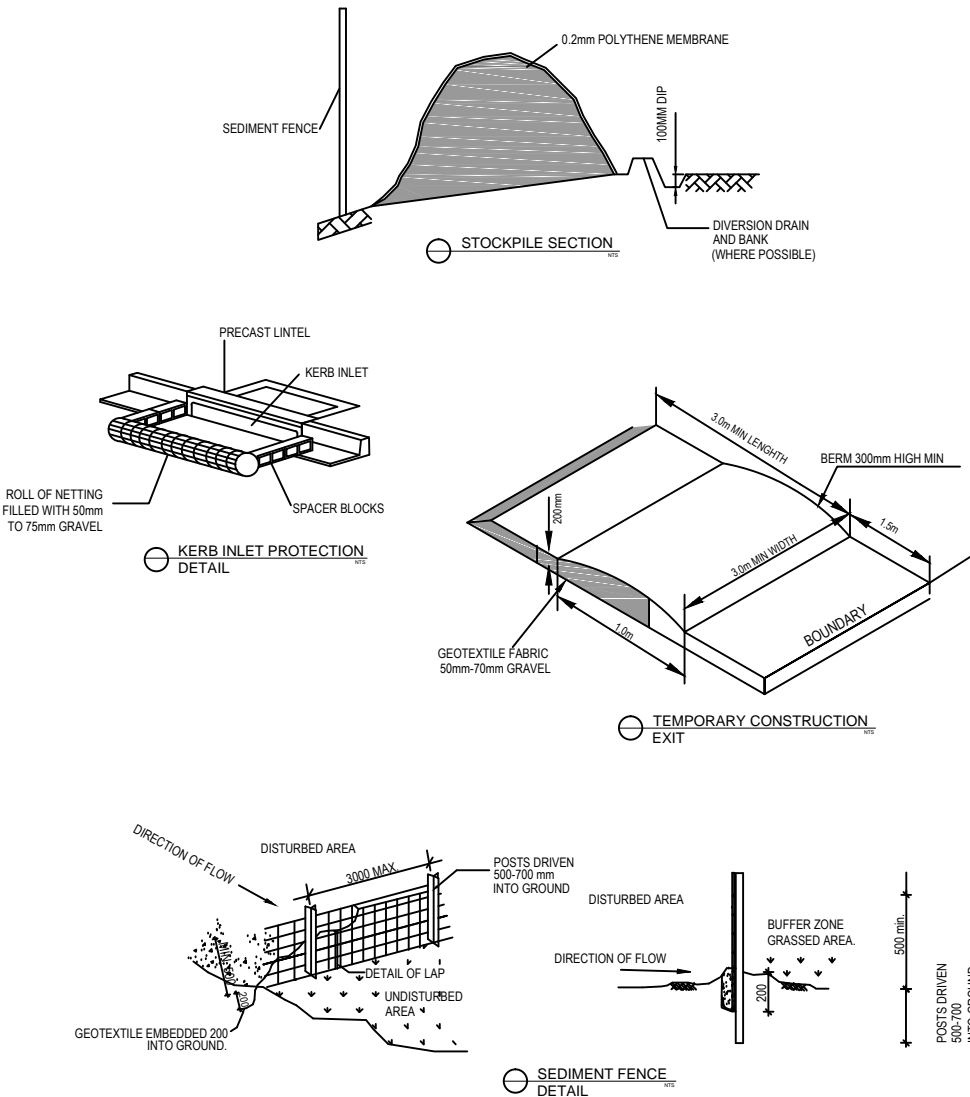 0.2mm POLYTHENE MEMBRANE
SEDIMENT FENCE
100MM DIP
DIVERSION DRAIN
AND BANK
(WHERE POSSIBLE)
STOCKPILE SECTION
NTS
PRECAST LINTEL
KERB INLET
ROLL OF NETTING
FILLED WITH 50mm
TO 75mm GRAVEL
SPACER BLOCKS
KERB INLET PROTECTION
NTS
DETAIL
3.0m MIN LENGHTH
BERM 300mm HIGH MIN
200mm
1.5m
3.0m MIN WIDTH
1.0m
BOUNDARY
GEOTEXTILE FABRIC
50mm-70mm GRAVEL
TEMPORARY CONSTRUCTION
NTS
EXIT
DIRECTION OF FLOW
DISTURBED AREA
3000 MAX.
POSTS DRIVEN
500-700 mm
INTO GROUND
DETAIL OF LAP
UNDISTURBED
AREA
MIN.
200
GEOTEXTILE EMBEDDED 200
INTO GROUND.
DISTURBED AREA
BUFFER ZONE
GRASSED AREA.
DIRECTION OF FLOW
200
500 min.
POSTS DRIVEN
500-700
INTO GROUND
SEDIMENT FENCE
NTS
DETAIL